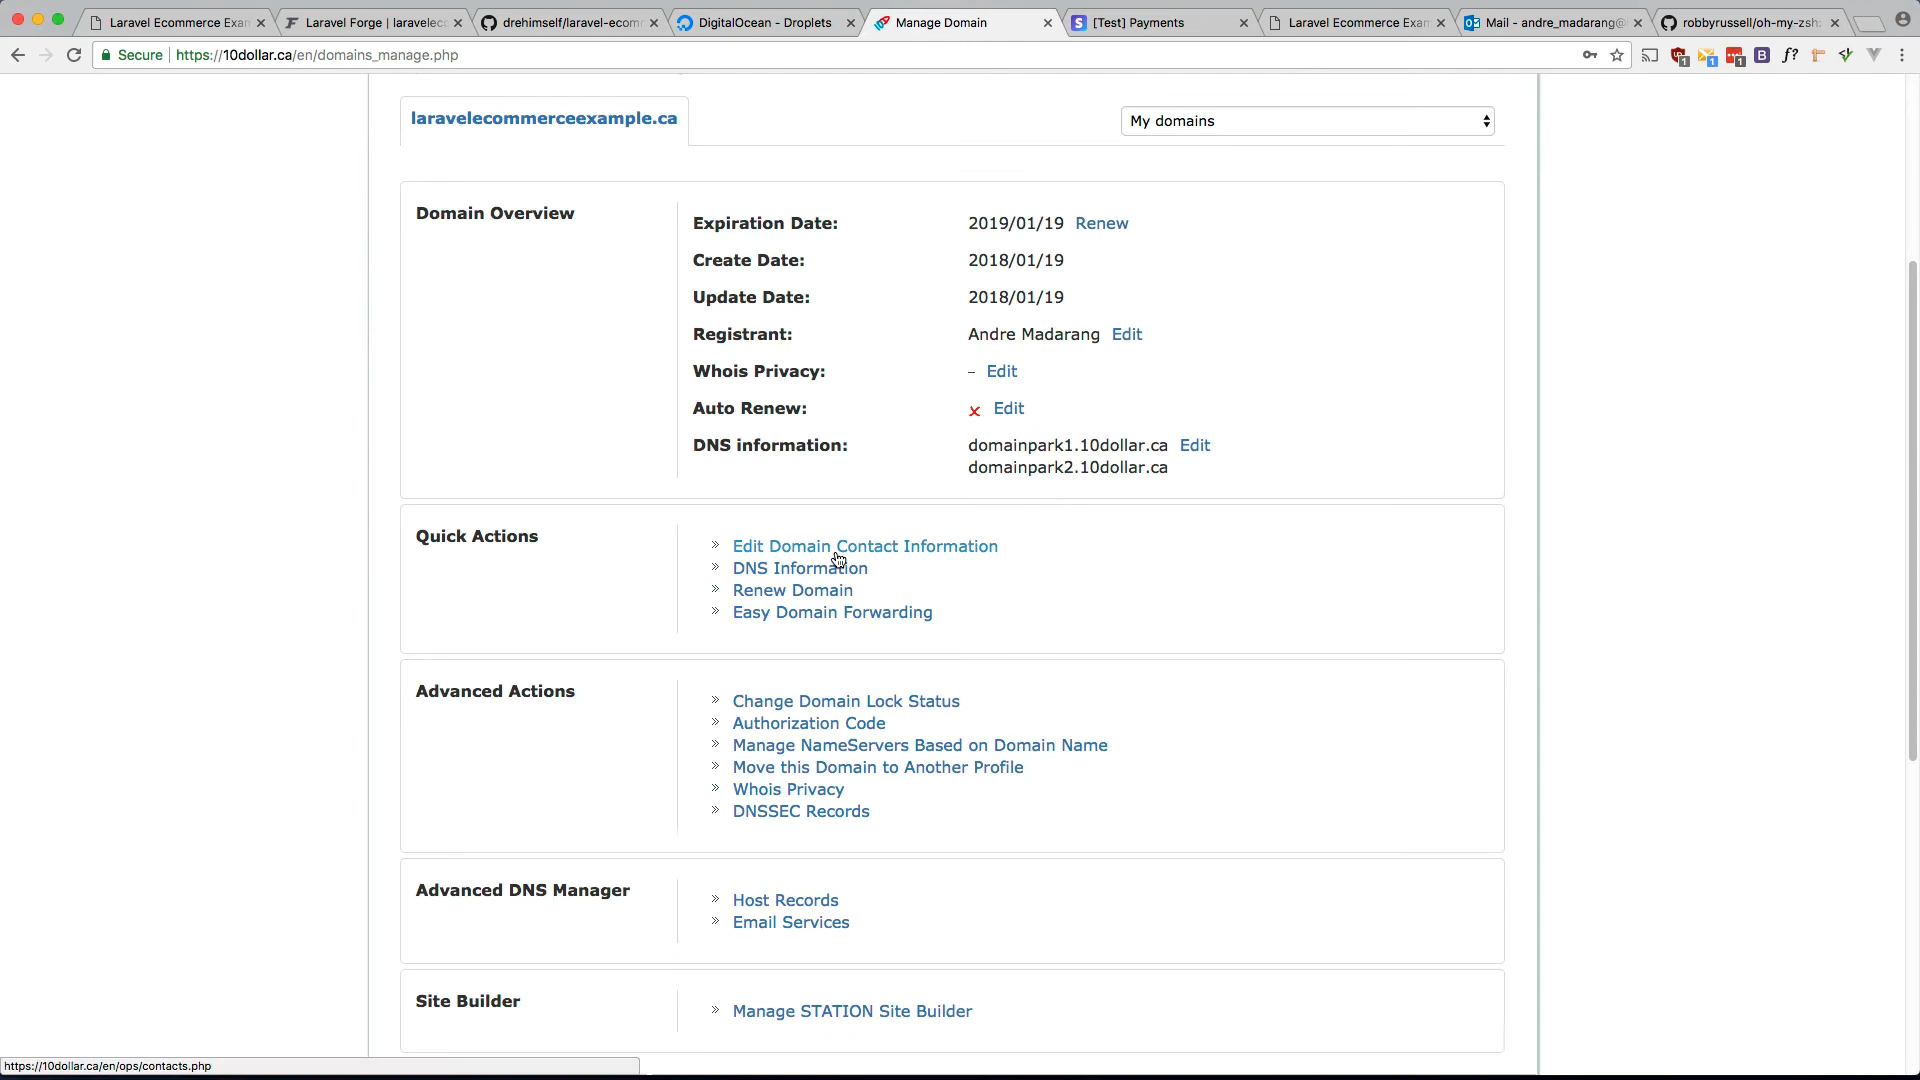 Laravel Ecommerce Exan
Laravel Forge | laravelecc
drehimself/laravel-ecomm
DigitalOcean - Droplets
Manage Domain
[Test] Payments
Laravel Ecommerce Exan
Mail - andre_madarang@
robbyrussell/oh-my-zsh:
Secure
https://10dollar.ca/en/domains_manage.php
laravelecommerceexample.ca
My domains
Domain Overview
Expiration Date: 2019/01/19 Renew
Create Date: 2018/01/19
Update Date: 2018/01/19
Registrant: Andre Madarang Edit
Whois Privacy: – Edit
Auto Renew: x Edit
DNS information: domainpark1.10dollar.ca Edit
domainpark2.10dollar.ca
Quick Actions
» Edit Domain Contact Information
» DNS Information
» Renew Domain
» Easy Domain Forwarding
Advanced Actions
» Change Domain Lock Status
» Authorization Code
» Manage NameServers Based on Domain Name
» Move this Domain to Another Profile
» Whois Privacy
» DNSSEC Records
Advanced DNS Manager
» Host Records
» Email Services
Site Builder
» Manage STATION Site Builder
https://10dollar.ca/en/ops/contacts.php